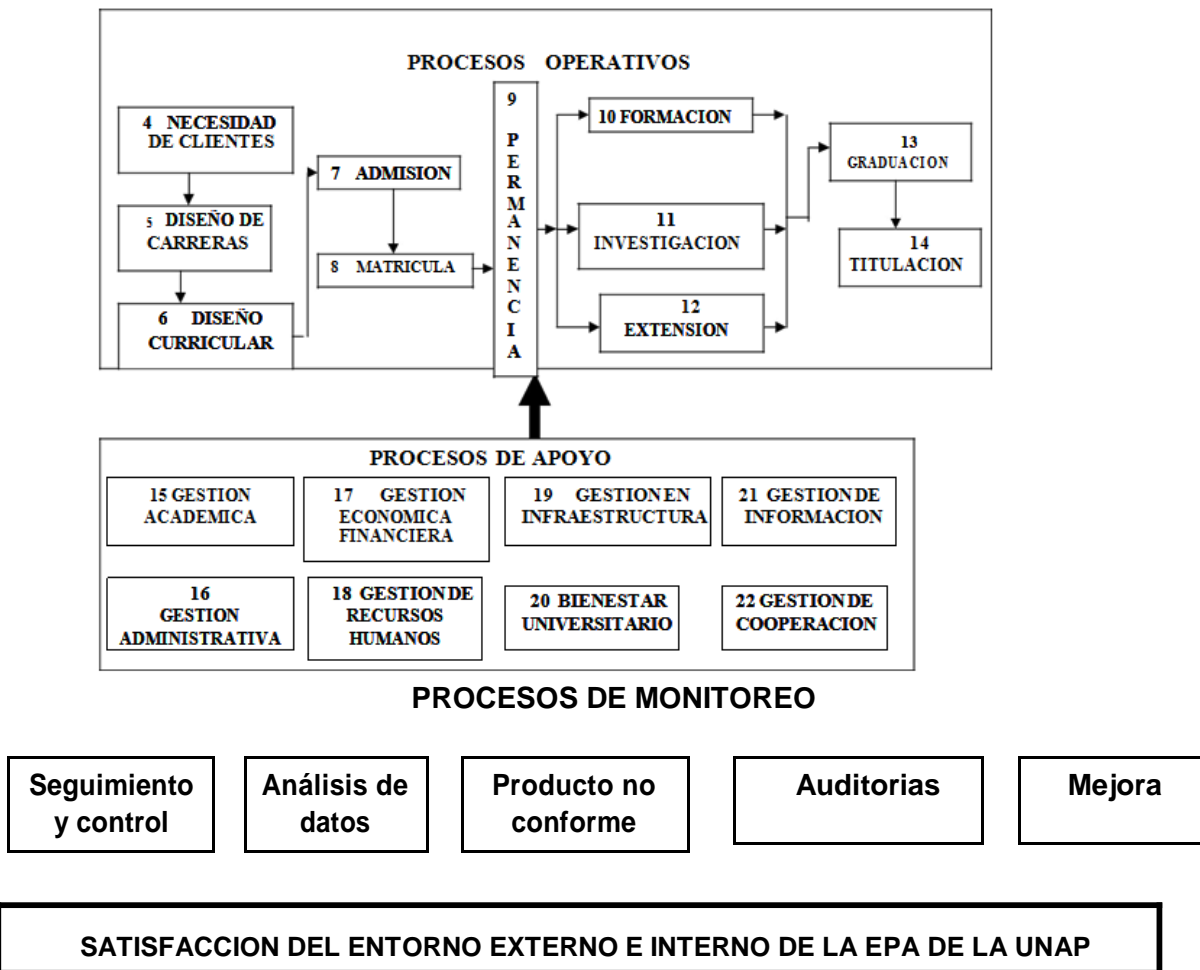 PROCESOS OPERATIVOS
4 NECESIDAD
DE CLIENTES
5 DISEÑO DE
CARRERAS
6 DISEÑO
CURRICULAR
7 ADMISION
8 MATRICULA
9
P
E
R
M
A
N
E
N
C
I
A
10 FORMACION
11
INVESTIGACION
12
EXTENSION
13
GRADUACION
14
TITULACION
PROCESOS DE APOYO
15 GESTION
ACADEMICA
17 GESTION
ECONOMICA
FINANCIERA
19 GESTION EN
INFRAESTRUCTURA
21 GESTION DE
INFORMACION
16
GESTION
ADMINISTRATIVA
18 GESTION DE
RECURSOS
HUMANOS
20 BIENESTAR
UNIVERSITARIO
22 GESTION DE
COOPERACION
PROCESOS DE MONITOREO
Seguimiento
y control
Análisis de
datos
Producto no
conforme
Auditorias
Mejora
SATISFACCION DEL ENTORNO EXTERNO E INTERNO DE LA EPA DE LA UNAP